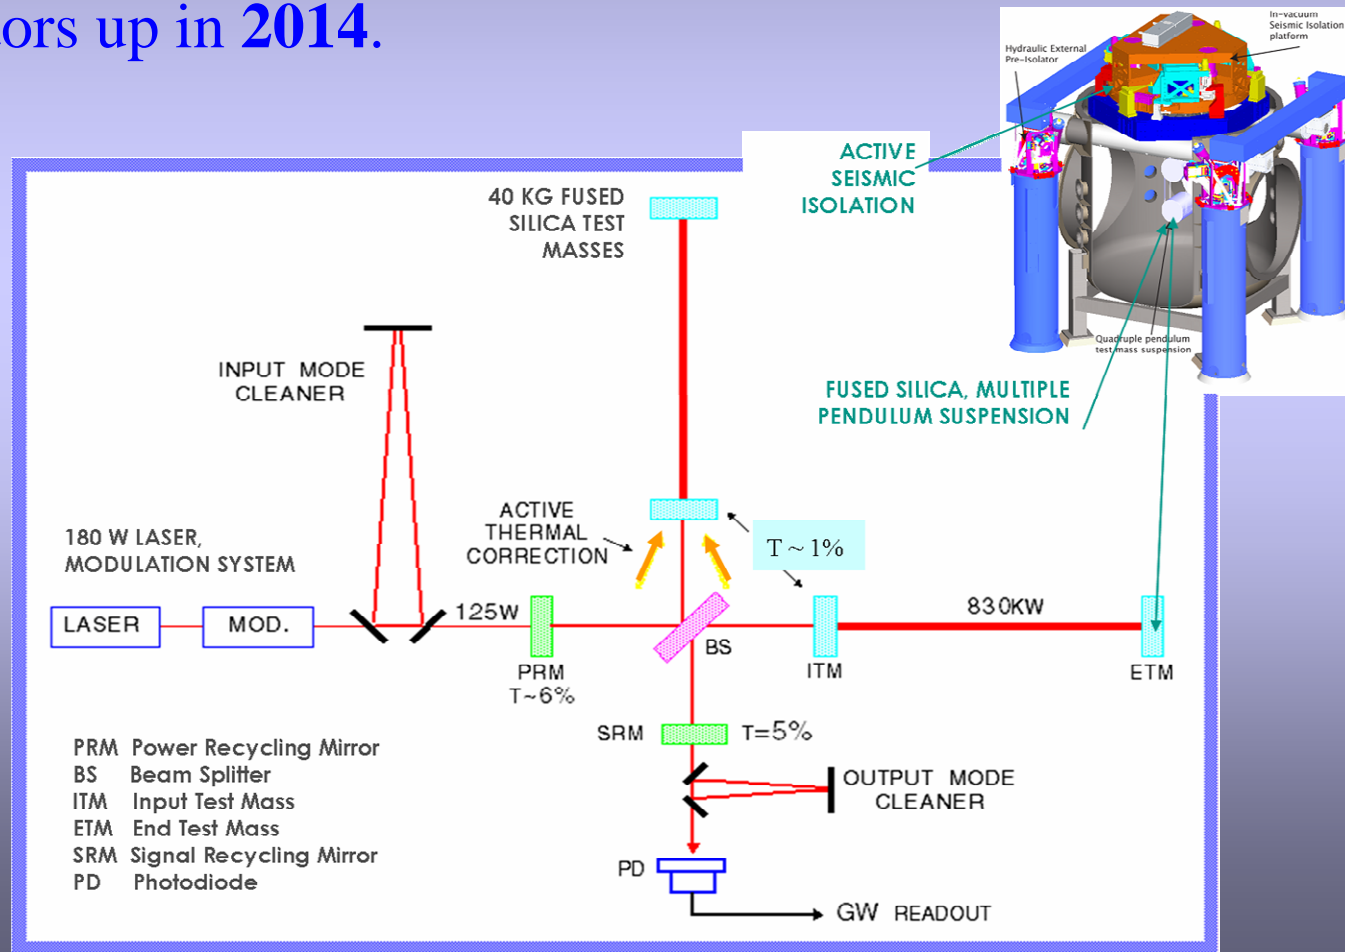 ors up in 2014.
In-vacuum
Seismic Isolation
platform
Hydraulic External
Pre-Isolator
ACTIVE
SEISMIC
ISOLATION
40 KG FUSED
SILICA TEST
MASSES
Quadruple pendulum
test mass suspension
INPUT MODE
CLEANER
FUSED SILICA, MULTIPLE
PENDULUM SUSPENSION
ACTIVE
THERMAL
CORRECTION
T ~ 1%
180 W LASER,
MODULATION SYSTEM
LASER
MOD.
125W
830KW
BS
PRM
T~6%
ITM
ETM
SRM
T=5%
PRM Power Recycling Mirror
BS Beam Splitter
ITM Input Test Mass
ETM End Test Mass
SRM Signal Recycling Mirror
PD Photodiode
OUTPUT MODE
CLEANER
PD
GW READOUT